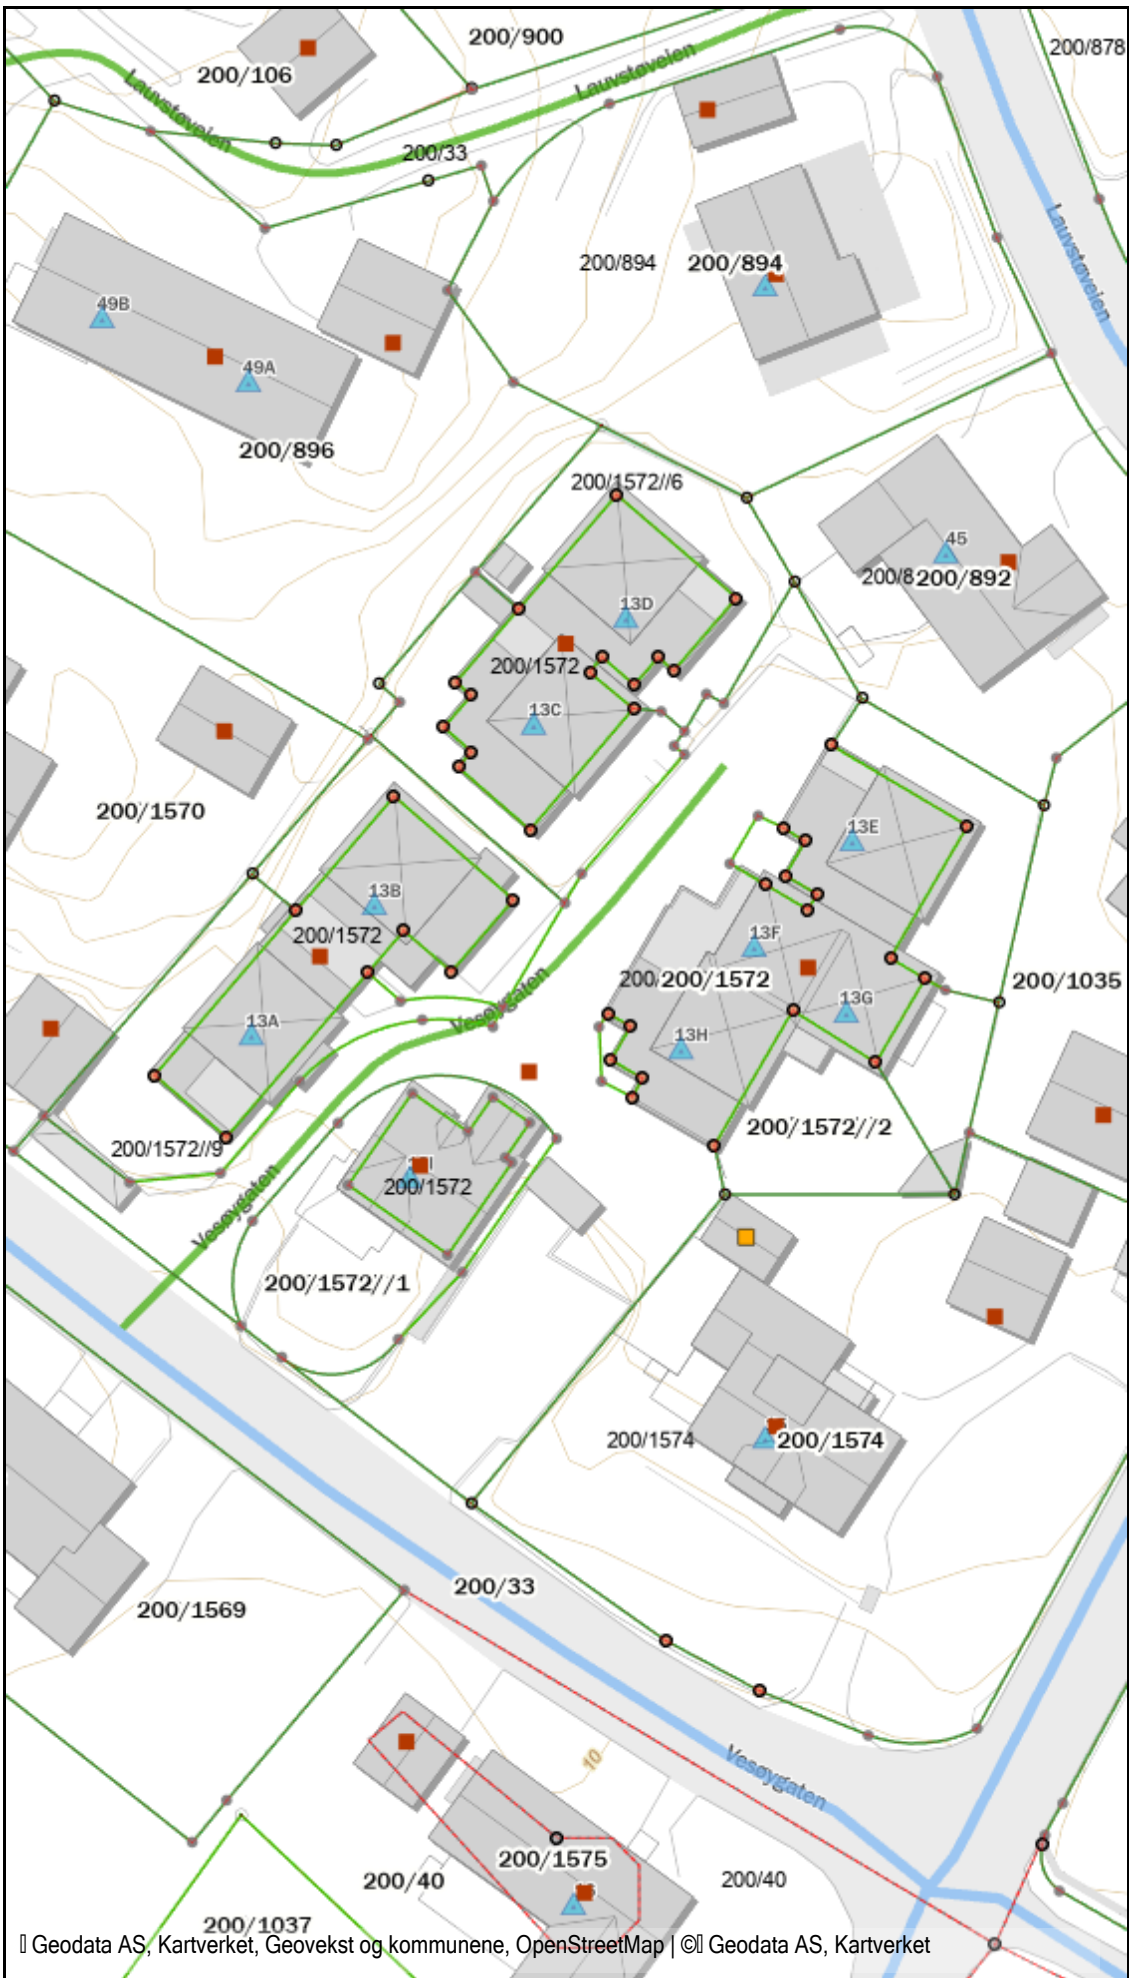 200/900
200/878
200/106
Lauvstøveien
Lauvstøveien
200/33
Lauvstøveien
200/894
200/894
49B
49A
200/896
200/1572//6
45
200/892
13D
200/1572
13C
200/1570
13E
13B
200/1572
13F
200/1572
200/1035
13G
13A
13H
Vesøygaten
200/1572//2
200/1572//9
200/1572
Vesøygaten
200/1572//1
200/1574
200/1574
200/33
200/1569
Vesøygaten
10
200/1575
200/40
200/40
200/1037
Geodata AS, Kartverket, Geovekst og kommunene, OpenStreetMap | © Geodata AS, Kartverket